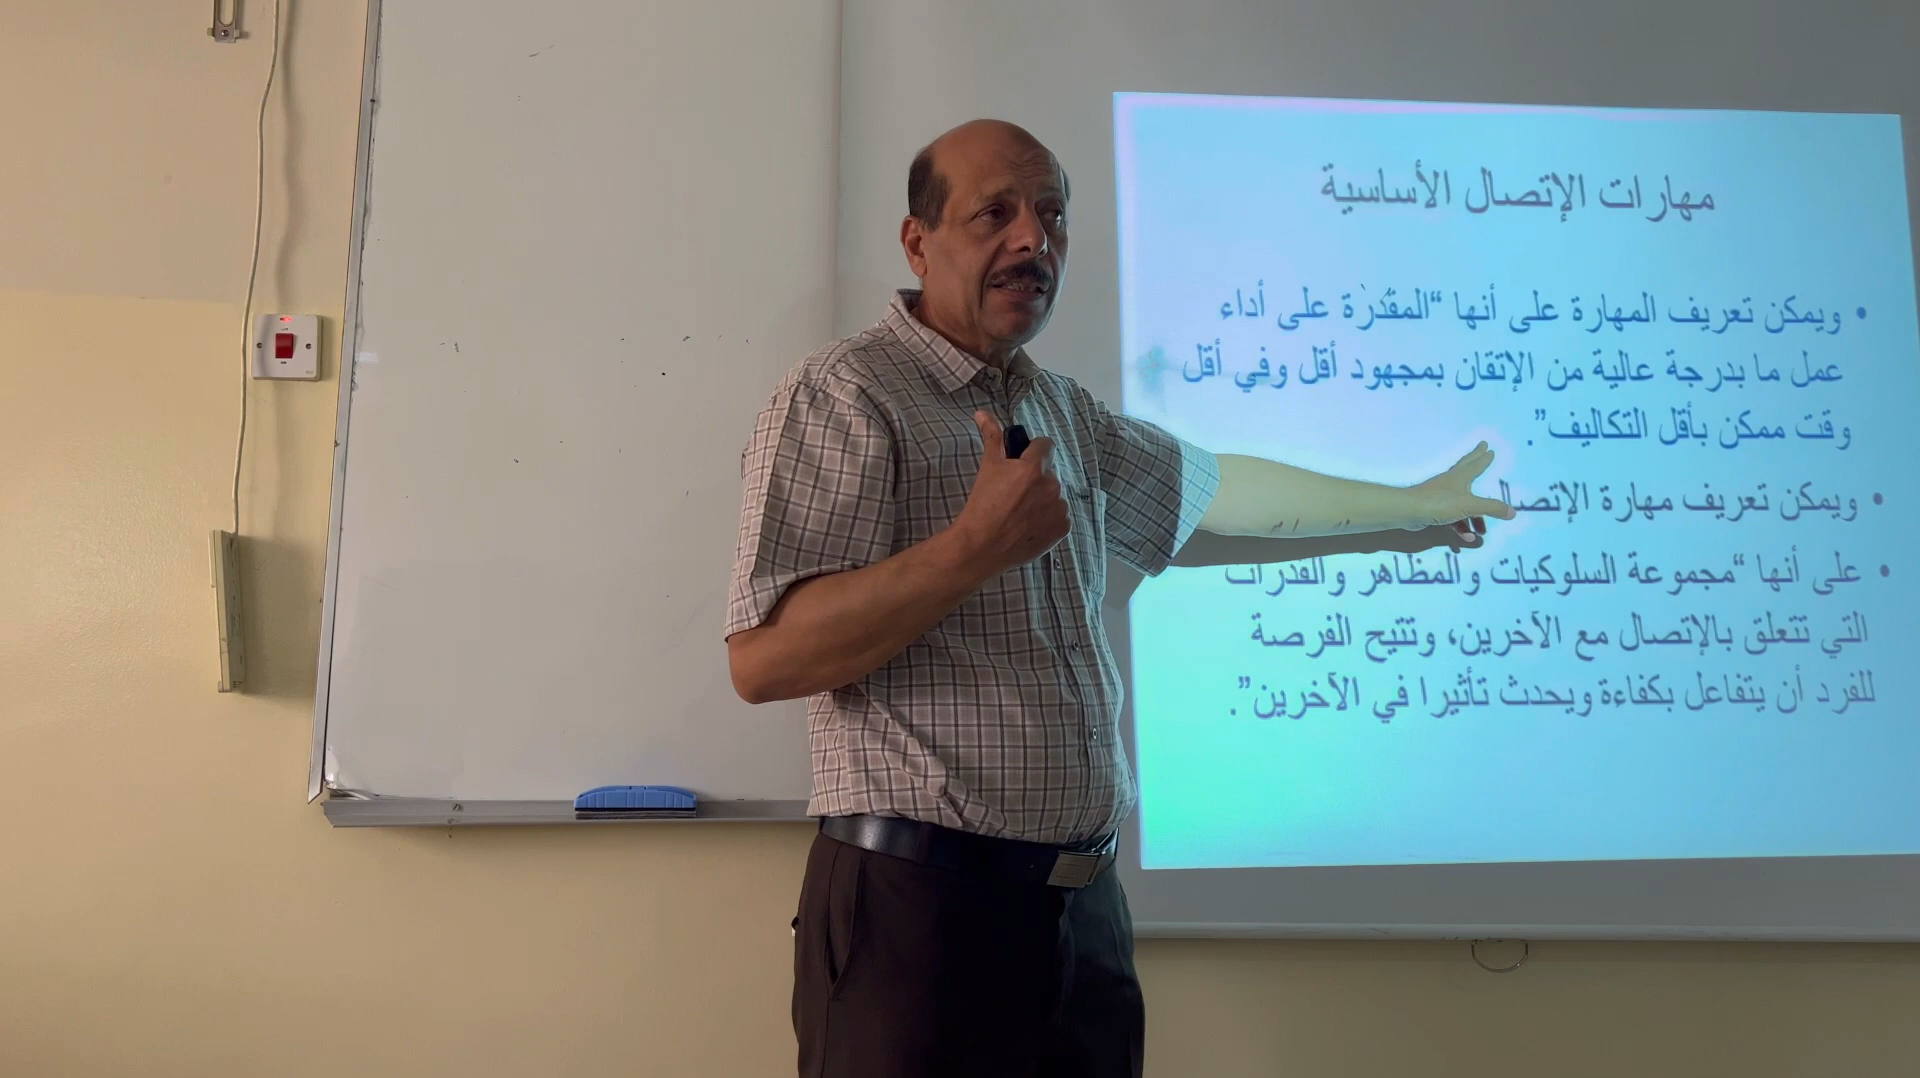 مهارات الإتصال الأساسية
• ويمكن تعريف المهارة على أنها “المقدرة على أداء
عمل ما بدرجة عالية من الإتقان بمجهود أقل وفي أقل
وقت ممكن بأقل التكاليف”.
• ويمكن تعريف مهارة الإتصال
• على أنها “مجموعة السلوكيات والمظاهر والقدرات
التي تتعلق بالإتصال مع الآخرين، وتتيح الفرصة
للفرد أن يتفاعل بكفاءة ويحدث تأثيرا في الآخرين”.